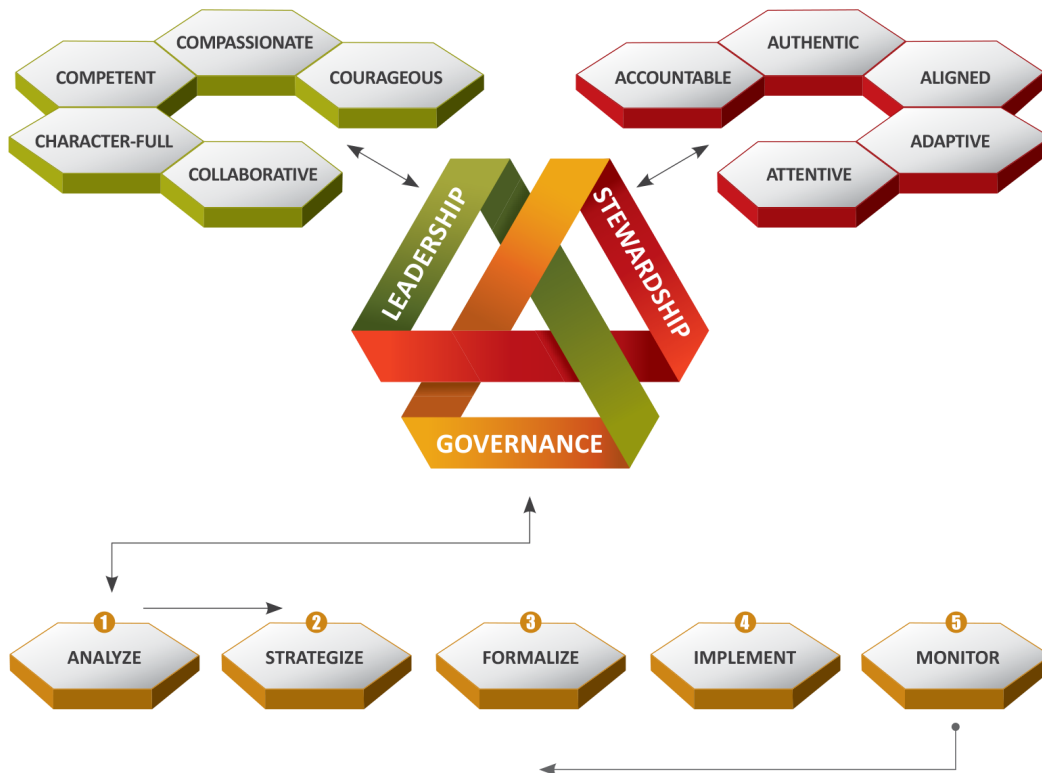 COMPASSIONATE
COMPETENT
COURAGEOUS
CHARACTER-FULL
COLLABORATIVE
AUTHENTIC
ACCOUNTABLE
ALIGNED
ADAPTIVE
ATTENTIVE
LEADERSHIP
STEWARDSHIP
GOVERNANCE
1
ANALYZE
2
STRATEGIZE
3
FORMALIZE
4
IMPLEMENT
5
MONITOR